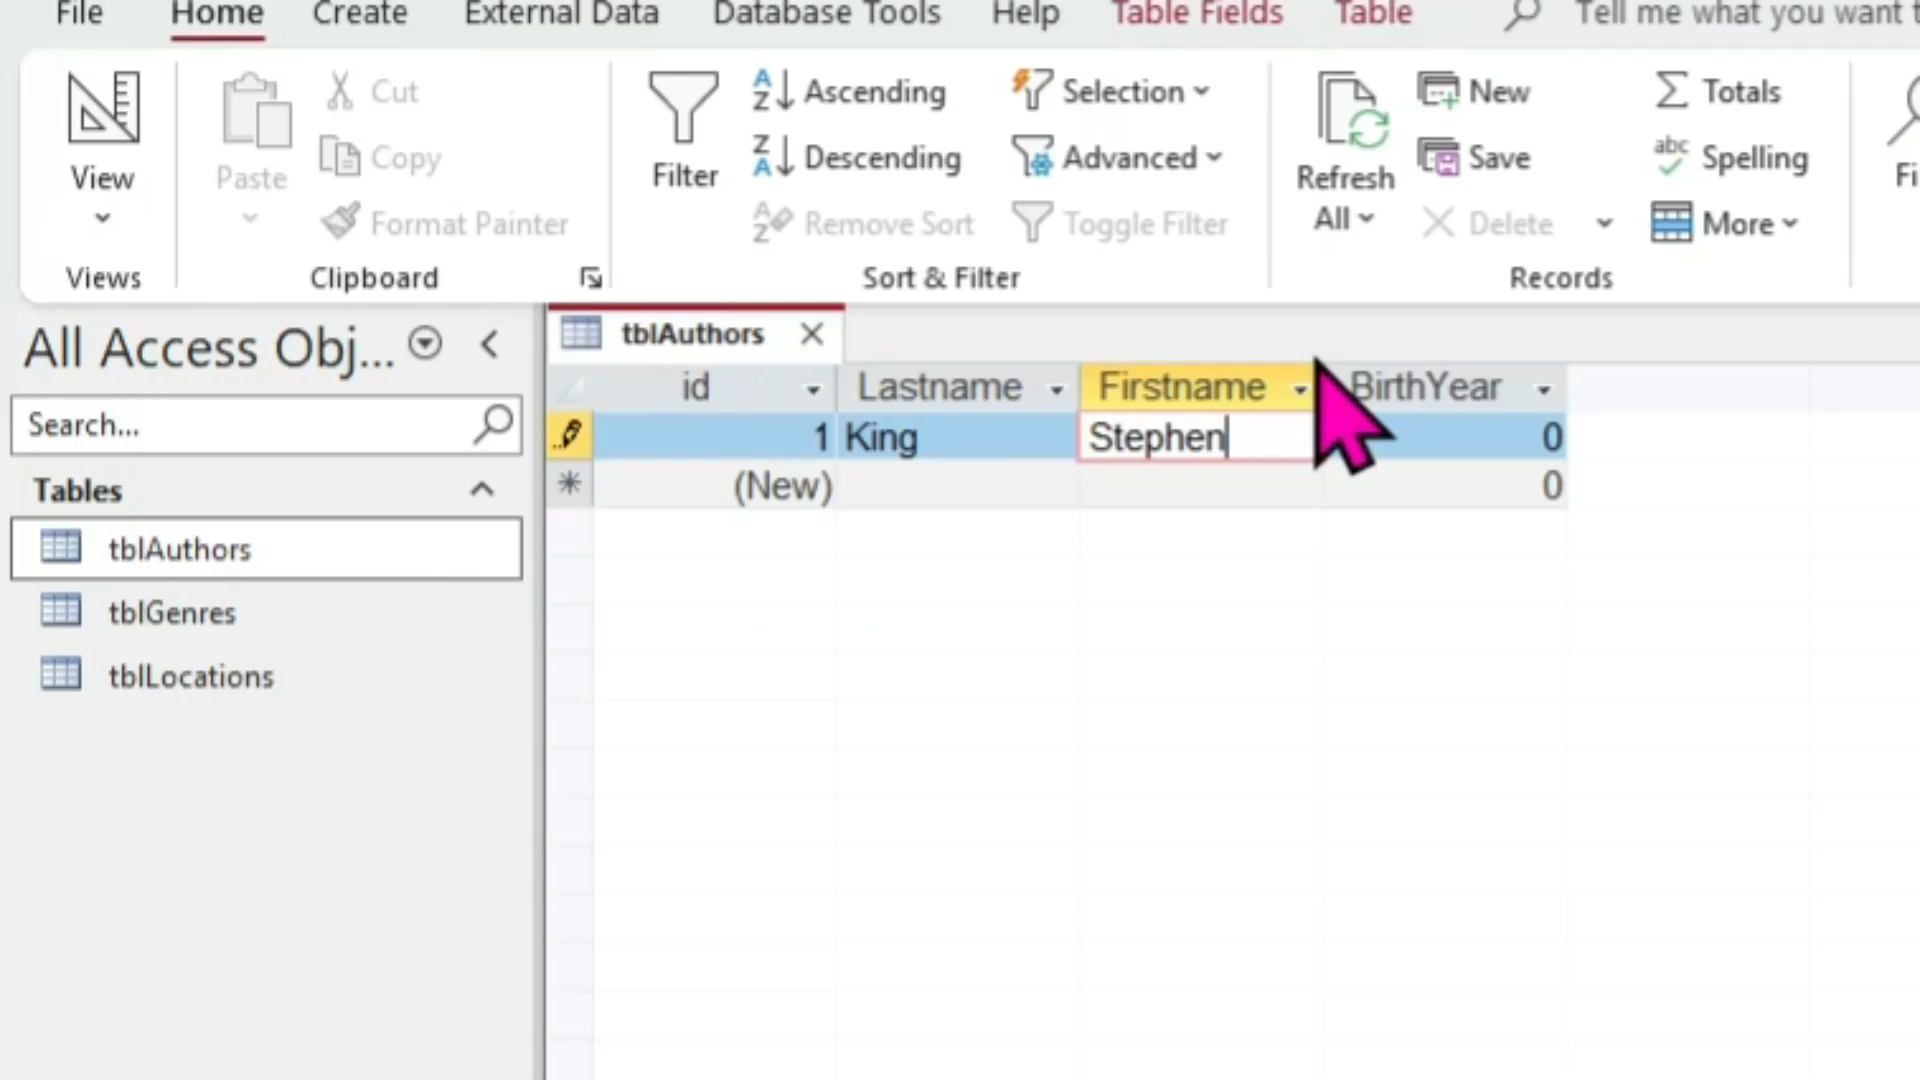 File Home Create External Data Database Tools Help Table Fields Table Tell me what you want
View
Views
Paste
Cut
Copy
Format Painter
Clipboard
Filter
Ascending
Descending
Remove Sort
Selection
Advanced
Toggle Filter
Sort & Filter
Refresh
All
New
Save
Delete
Totals
Spelling
More
Records
All Access Obj...
Search...
Tables
tblAuthors
tblGenres
tblLocations
tblAuthors
id Lastname Firstname BirthYear
1 King Stephen 0
(New) 0